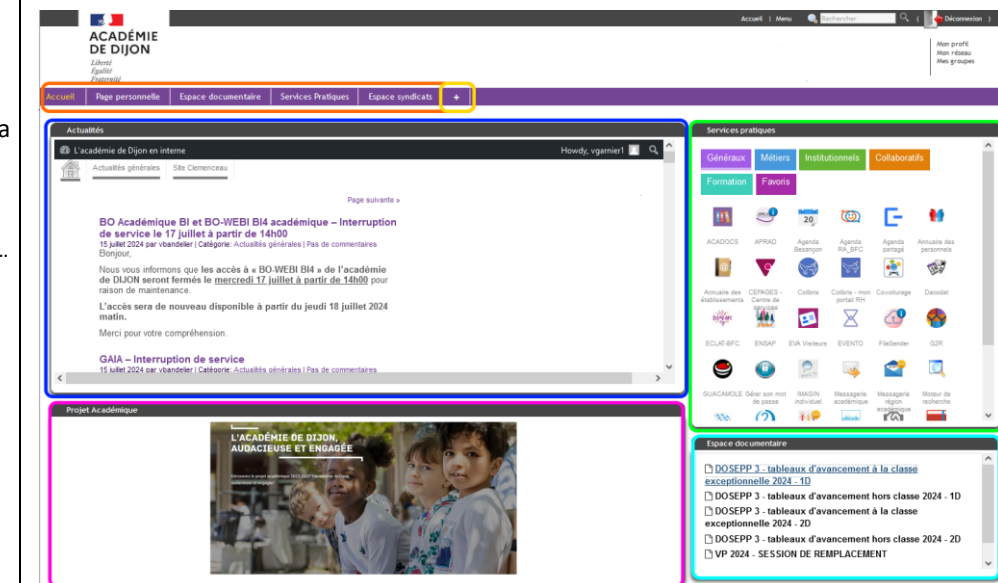 a
..
Accueil | Menu Rechercher ( Déconnexion )
ACADÉMIE
DE DIJON
Liberté
Égalité
Fraternité
Mon profil
Mon réseau
Mes groupes
Accueil Page personnelle Espace documentaire Services Pratiques Espace syndicats +
Actualités
L'académie de Dijon en interne Howdy, vgarnier1
Actualités générales Site Clemenceau
Page suivante »
BO Académique BI et BO-WEBI BI4 académique – Interruption
de service le 17 juillet à partir de 14h00
15 juillet 2024 par vbandelier | Catégorie: Actualités générales | Pas de commentaires
Bonjour,
Nous vous informons que les accès à « BO-WEBI BI4 » de l'académie
de DIJON seront fermés le mercredi 17 juillet à partir de 14h00 pour
raison de maintenance.
L'accès sera de nouveau disponible à partir du jeudi 18 juillet 2024
matin.
Merci pour votre compréhension.
GAIA – Interruption de service
15 juillet 2024 par vbandelier | Catégorie: Actualités générales | Pas de commentaires
Projet Académique
L'ACADÉMIE DE DIJON,
AUDACIEUSE ET ENGAGÉE
Services pratiques
Généraux Métiers Institutionnels Collaboratifs
Formation Favoris
20
ACADOCS APRAD Agenda Besançon Agenda RA_BFC Agenda partagé Annuaire des personnels
Annuaire des établissements CEPAGES - Centre de services Colibris Colibris - mon portail RH Covoiturage Decodat
ECLAT-BFC ENSAP EVA Visiteurs EVENTO FileSender G2R
GUACAMOLE Gérer son mot de passe IMAGIN individuel Messagerie académique Messagerie région académique Moteur de recherche
Espace documentaire
DOSEPP 3 - tableaux d'avancement à la classe
exceptionnelle 2024 - 1D
DOSEPP 3 - tableaux d'avancement hors classe 2024 - 1D
DOSEPP 3 - tableaux d'avancement à la classe
exceptionnelle 2024 - 2D
DOSEPP 3 - tableaux d'avancement hors classe 2024 - 2D
VP 2024 - SESSION DE REMPLACEMENT